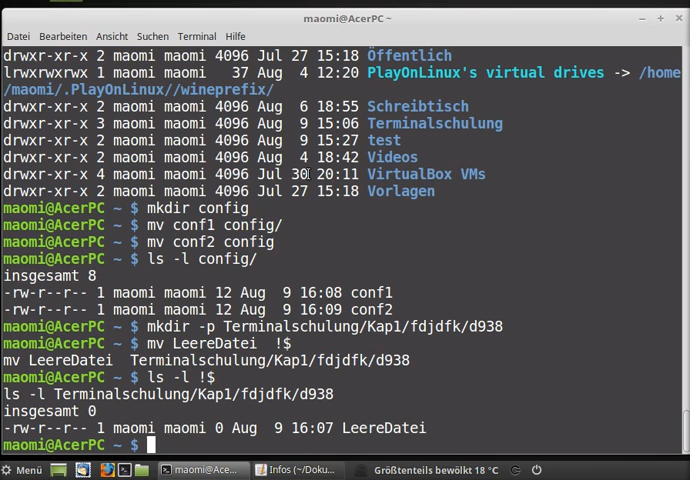 maomi@AcerPC ~
Datei Bearbeiten Ansicht Suchen Terminal Hilfe
drwxr-xr-x 2 maomi maomi 4096 Jul 27 15:18 Öffentlich
lrwxrwxrwx 1 maomi maomi 37 Aug 4 12:20 PlayOnLinux's virtual drives -> /home
/maomi/.PlayOnLinux//wineprefix/
drwxr-xr-x 2 maomi maomi 4096 Aug 6 18:55 Schreibtisch
drwxr-xr-x 3 maomi maomi 4096 Aug 9 15:06 Terminalschulung
drwxr-xr-x 2 maomi maomi 4096 Aug 9 15:27 test
drwxr-xr-x 2 maomi maomi 4096 Aug 4 18:42 Videos
drwxr-xr-x 4 maomi maomi 4096 Jul 30 20:11 VirtualBox VMs
drwxr-xr-x 2 maomi maomi 4096 Jul 27 15:18 Vorlagen
maomi@AcerPC ~ $ mkdir config
maomi@AcerPC ~ $ mv conf1 config/
maomi@AcerPC ~ $ mv conf2 config
maomi@AcerPC ~ $ ls -l config/
insgesamt 8
-rw-r--r-- 1 maomi maomi 12 Aug 9 16:08 conf1
-rw-r--r-- 1 maomi maomi 12 Aug 9 16:09 conf2
maomi@AcerPC ~ $ mkdir -p Terminalschulung/Kap1/fdjdfk/d938
maomi@AcerPC ~ $ mv LeereDatei !$
mv LeereDatei Terminalschulung/Kap1/fdjdfk/d938
maomi@AcerPC ~ $ ls -l !$
ls -l Terminalschulung/Kap1/fdjdfk/d938
insgesamt 0
-rw-r--r-- 1 maomi maomi 0 Aug 9 16:07 LeereDatei
maomi@AcerPC ~ $
Menü maomi@Ace... Infos (~/Doku... Größtenteils bewölkt 18 °C